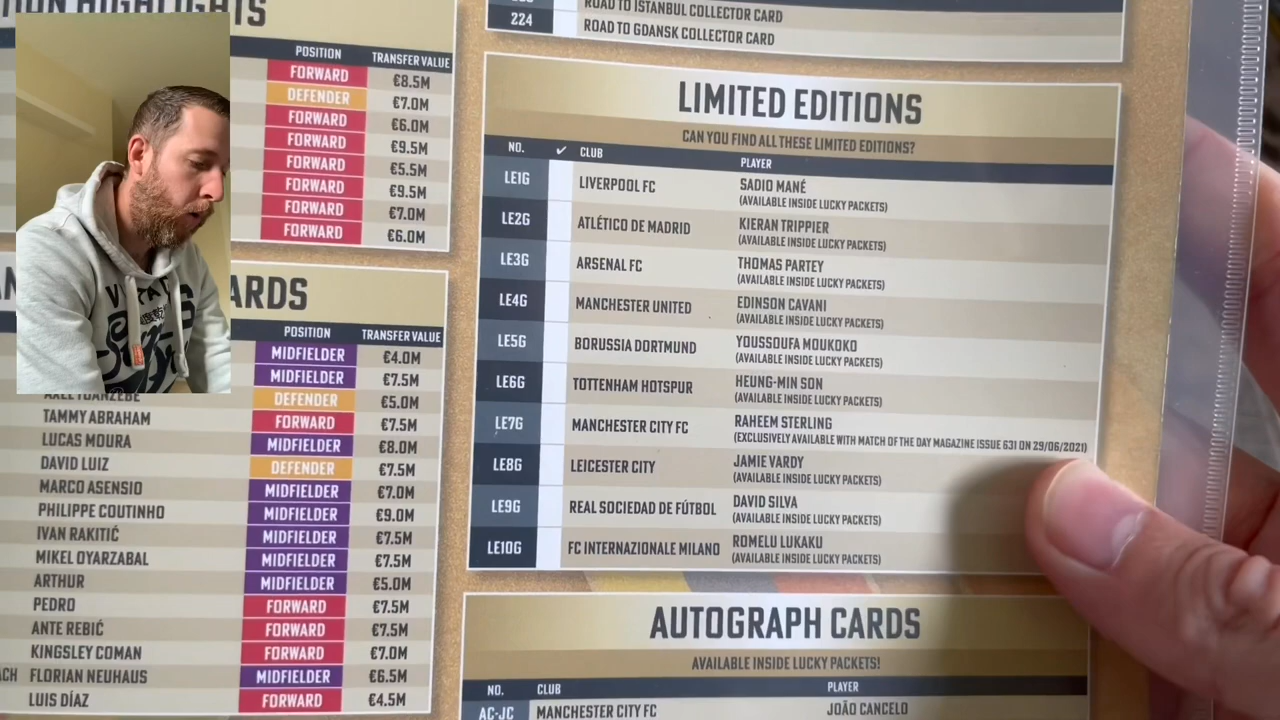 TION HIGHLIGHTS
POSITION TRANSFER VALUE
FORWARD €8.5M
DEFENDER €7.0M
FORWARD €6.0M
FORWARD €9.5M
FORWARD €5.5M
FORWARD €9.5M
FORWARD €7.0M
FORWARD €6.0M
ARDS
POSITION TRANSFER VALUE
MIDFIELDER €4.0M
MIDFIELDER €7.5M
AXEL TUANZEBE DEFENDER €5.0M
TAMMY ABRAHAM FORWARD €7.5M
LUCAS MOURA MIDFIELDER €8.0M
DAVID LUIZ DEFENDER €7.5M
MARCO ASENSIO MIDFIELDER €7.0M
PHILIPPE COUTINHO MIDFIELDER €9.0M
IVAN RAKITIĆ MIDFIELDER €7.5M
MIKEL OYARZABAL MIDFIELDER €7.5M
ARTHUR MIDFIELDER €5.0M
PEDRO FORWARD €7.5M
ANTE REBIĆ FORWARD €7.5M
KINGSLEY COMAN FORWARD €7.0M
ACH FLORIAN NEUHAUS MIDFIELDER €6.5M
LUIS DÍAZ FORWARD €4.5M
ROAD TO ISTANBUL COLLECTOR CARD
224 ROAD TO GDANSK COLLECTOR CARD
LIMITED EDITIONS
CAN YOU FIND ALL THESE LIMITED EDITIONS?
NO. ✓ CLUB PLAYER
LE1G LIVERPOOL FC SADIO MANÉ
(AVAILABLE INSIDE LUCKY PACKETS)
LE2G ATLÉTICO DE MADRID KIERAN TRIPPIER
(AVAILABLE INSIDE LUCKY PACKETS)
LE3G ARSENAL FC THOMAS PARTEY
(AVAILABLE INSIDE LUCKY PACKETS)
LE4G MANCHESTER UNITED EDINSON CAVANI
(AVAILABLE INSIDE LUCKY PACKETS)
LE5G BORUSSIA DORTMUND YOUSSOUFA MOUKOKO
(AVAILABLE INSIDE LUCKY PACKETS)
LE6G TOTTENHAM HOTSPUR HEUNG-MIN SON
(AVAILABLE INSIDE LUCKY PACKETS)
LE7G MANCHESTER CITY FC RAHEEM STERLING
(EXCLUSIVELY AVAILABLE WITH MATCH OF THE DAY MAGAZINE ISSUE 631 ON 29/06/2021)
LE8G LEICESTER CITY JAMIE VARDY
(AVAILABLE INSIDE LUCKY PACKETS)
LE9G REAL SOCIEDAD DE FÚTBOL DAVID SILVA
(AVAILABLE INSIDE LUCKY PACKETS)
LE10G FC INTERNAZIONALE MILANO ROMELU LUKAKU
(AVAILABLE INSIDE LUCKY PACKETS)
AUTOGRAPH CARDS
AVAILABLE INSIDE LUCKY PACKETS!
NO. CLUB PLAYER
AC-JC MANCHESTER CITY FC JOÃO CANCELO